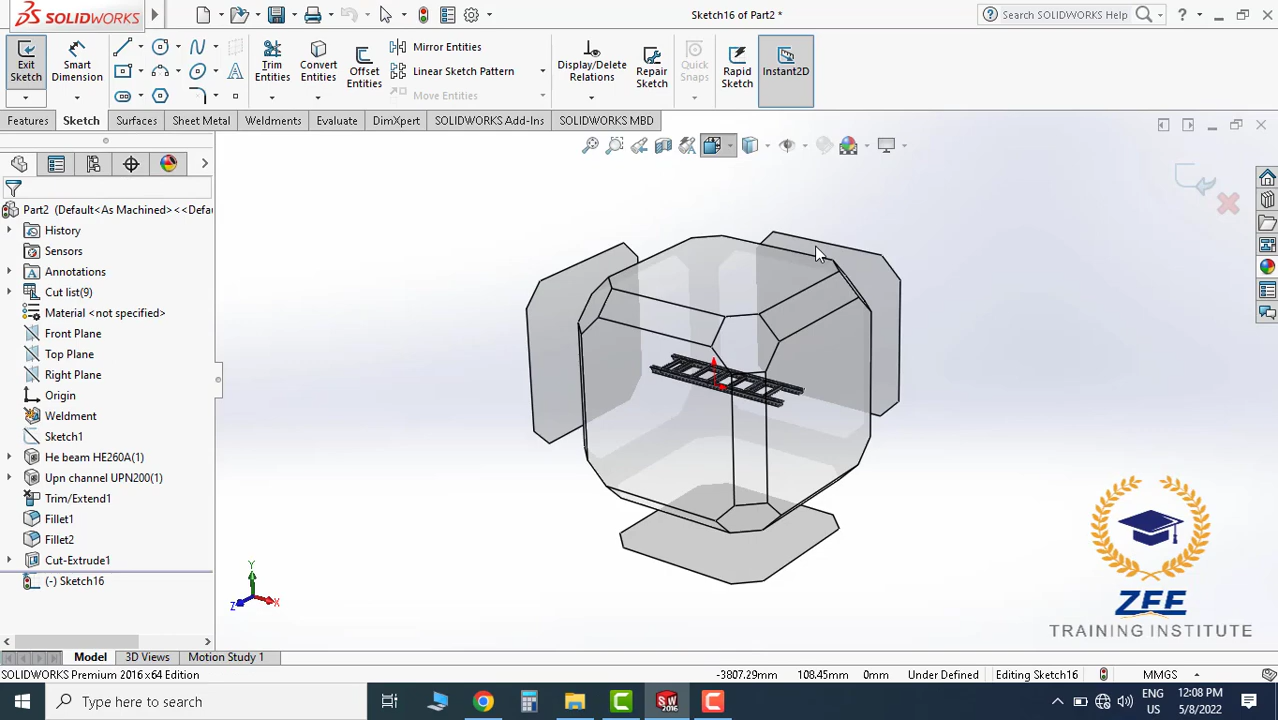 SOLIDWORKS
Sketch16 of Part2 *
Search SOLIDWORKS Help
Exit Sketch
Smart Dimension
Trim Entities
Convert Entities
Offset Entities
Mirror Entities
Linear Sketch Pattern
Move Entities
Display/Delete Relations
Repair Sketch
Quick Snaps
Rapid Sketch
Instant2D
Features
Sketch
Surfaces
Sheet Metal
Weldments
Evaluate
DimXpert
SOLIDWORKS Add-Ins
SOLIDWORKS MBD
Part2 (Default<As Machined><<Defau
History
Sensors
Annotations
Cut list(9)
Material <not specified>
Front Plane
Top Plane
Right Plane
Origin
Weldment
Sketch1
He beam HE260A(1)
Upn channel UPN200(1)
Trim/Extend1
Fillet1
Fillet2
Cut-Extrude1
(-) Sketch16
Y
Z
X
ZFE
TRAINING INSTITUTE
Model
3D Views
Motion Study 1
SOLIDWORKS Premium 2016 x64 Edition
-3807.29mm
108.45mm
0mm
Under Defined
Editing Sketch16
MMGS
Type here to search
SW
2016
ENG
US
12:08 PM
5/8/2022